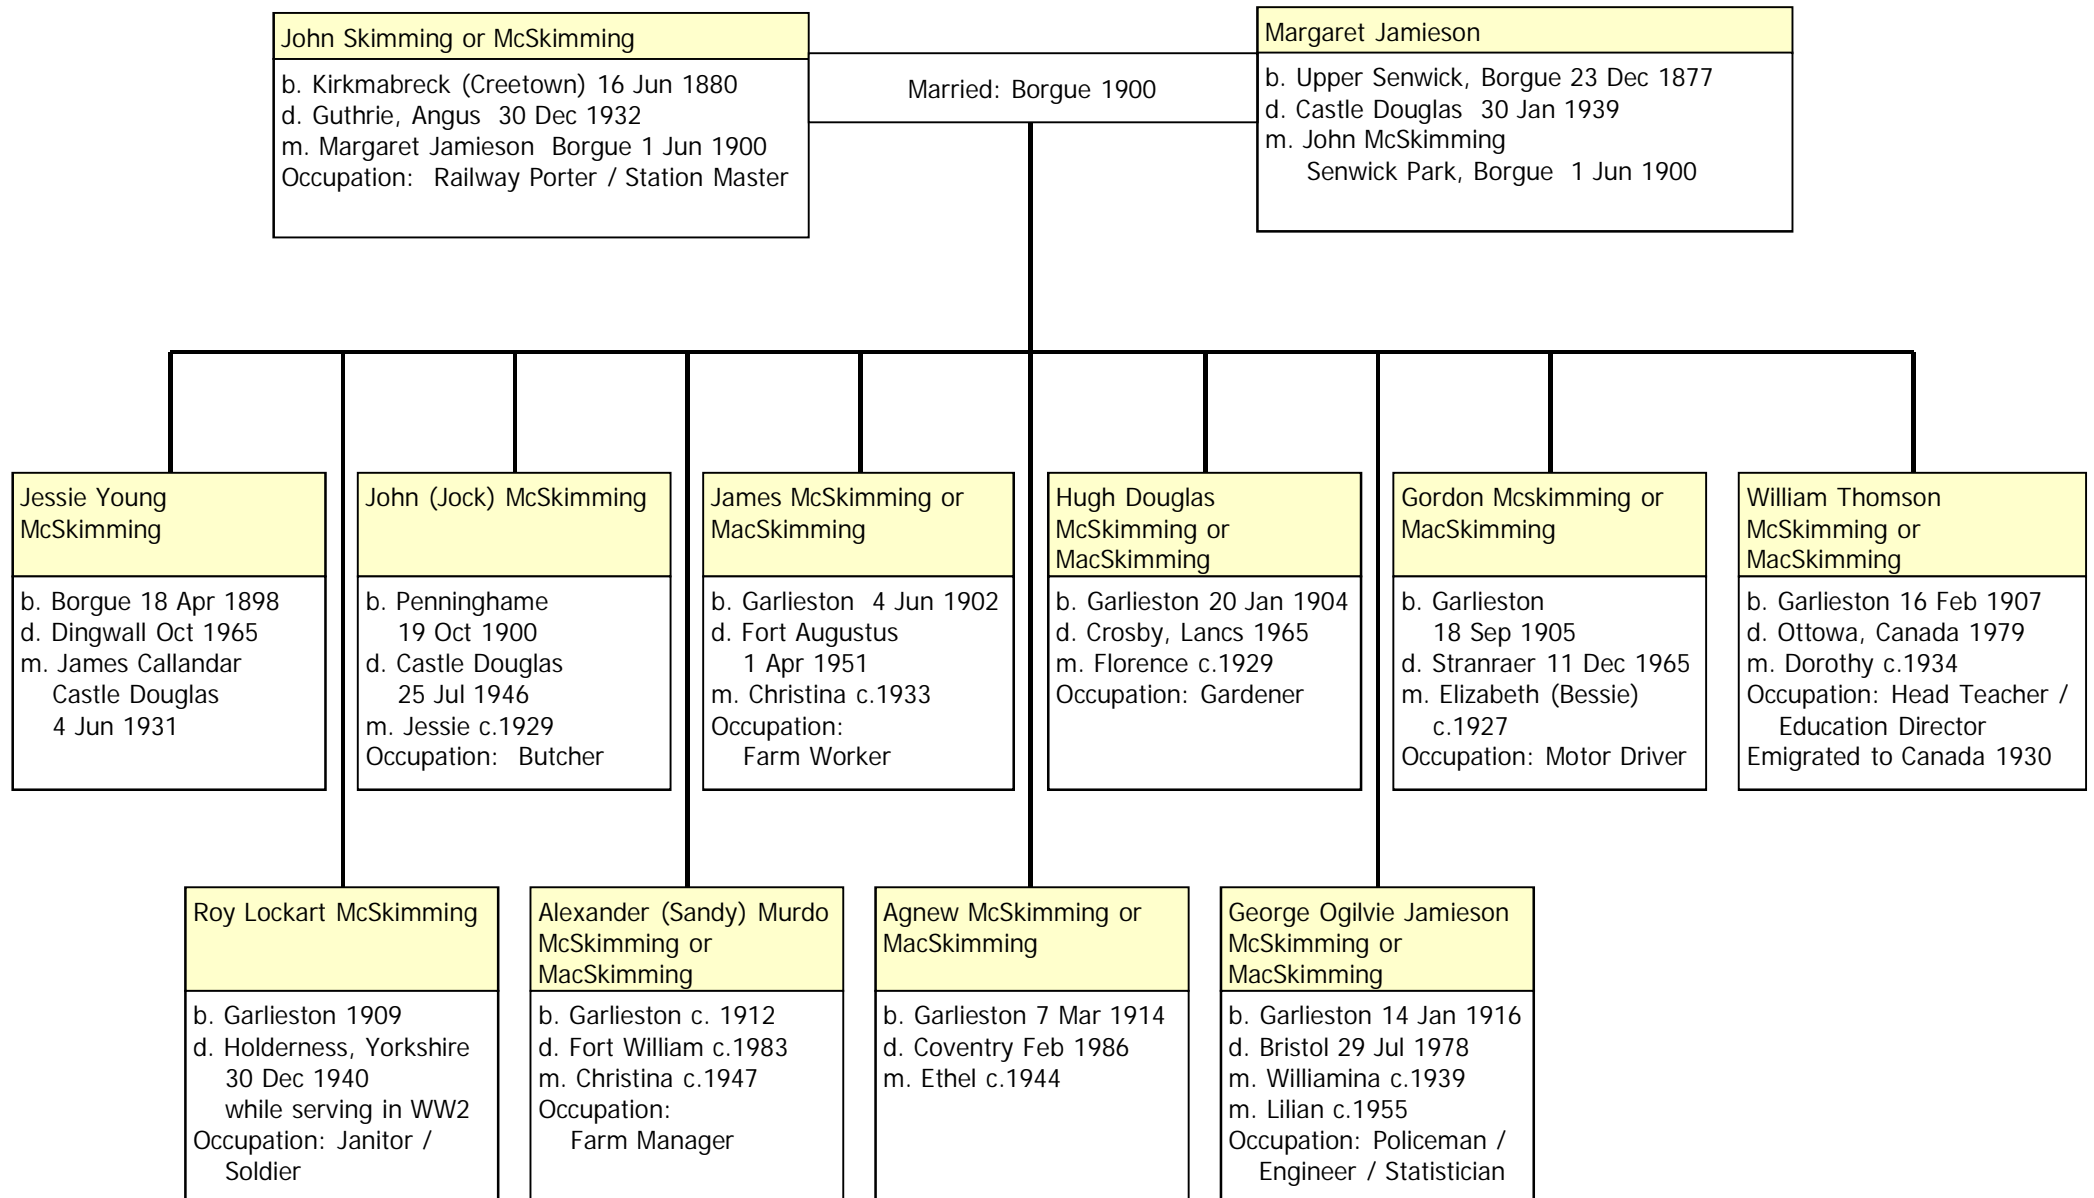 John Skimming or McSkimming
b. Kirkmabreck (Creetown) 16 Jun 1880
d. Guthrie, Angus 30 Dec 1932
m. Margaret Jamieson Borgue 1 Jun 1900
Occupation: Railway Porter / Station Master
Married: Borgue 1900
Margaret Jamieson
b. Upper Senwick, Borgue 23 Dec 1877
d. Castle Douglas 30 Jan 1939
m. John McSkimming
Senwick Park, Borgue 1 Jun 1900
Jessie Young
McSkimming
b. Borgue 18 Apr 1898
d. Dingwall Oct 1965
m. James Callandar
Castle Douglas
4 Jun 1931
John (Jock) McSkimming
b. Penninghame
19 Oct 1900
d. Castle Douglas
25 Jul 1946
m. Jessie c.1929
Occupation: Butcher
James McSkimming or
MacSkimming
b. Garlieston 4 Jun 1902
d. Fort Augustus
1 Apr 1951
m. Christina c.1933
Occupation:
Farm Worker
Hugh Douglas
McSkimming or
MacSkimming
b. Garlieston 20 Jan 1904
d. Crosby, Lancs 1965
m. Florence c.1929
Occupation: Gardener
Gordon Mcskimming or
MacSkimming
b. Garlieston
18 Sep 1905
d. Stranraer 11 Dec 1965
m. Elizabeth (Bessie)
c.1927
Occupation: Motor Driver
William Thomson
McSkimming or
MacSkimming
b. Garlieston 16 Feb 1907
d. Ottowa, Canada 1979
m. Dorothy c.1934
Occupation: Head Teacher /
Education Director
Emigrated to Canada 1930
Roy Lockart McSkimming
b. Garlieston 1909
d. Holderness, Yorkshire
30 Dec 1940
while serving in WW2
Occupation: Janitor /
Soldier
Alexander (Sandy) Murdo
McSkimming or
MacSkimming
b. Garlieston c. 1912
d. Fort William c.1983
m. Christina c.1947
Occupation:
Farm Manager
Agnew McSkimming or
MacSkimming
b. Garlieston 7 Mar 1914
d. Coventry Feb 1986
m. Ethel c.1944
George Ogilvie Jamieson
McSkimming or
MacSkimming
b. Garlieston 14 Jan 1916
d. Bristol 29 Jul 1978
m. Williamina c.1939
m. Lilian c.1955
Occupation: Policeman /
Engineer / Statistician